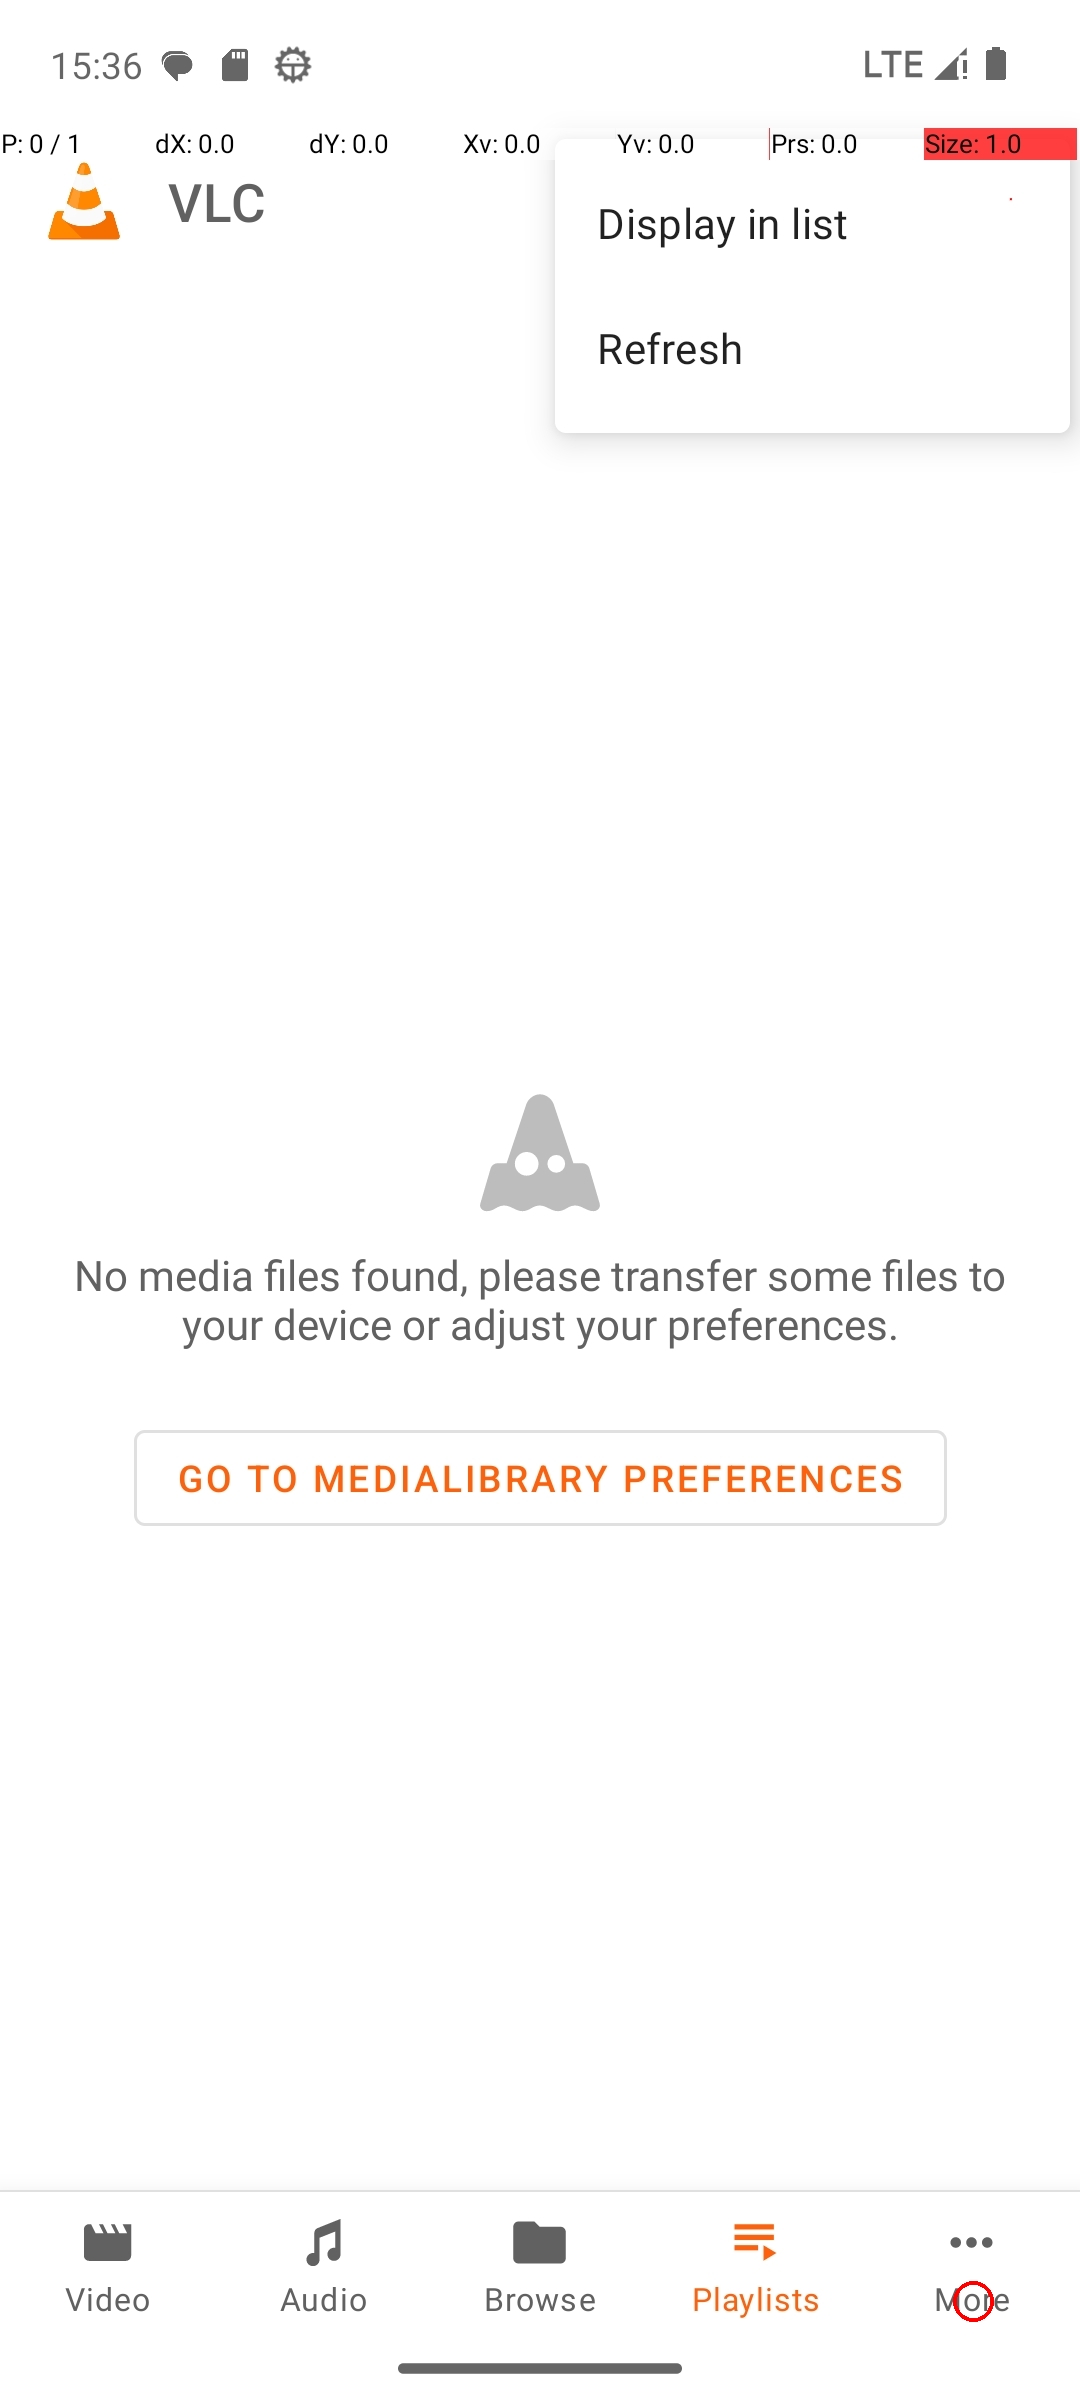 15:36
LTE
P: 0 / 1 dX: 0.0 dY: 0.0 Xv: 0.0 Yv: 0.0 Prs: 0.0 Size: 1.0
VLC
Display in list
Refresh
No media files found, please transfer some files to
your device or adjust your preferences.
GO TO MEDIALIBRARY PREFERENCES
Video Audio Browse Playlists More